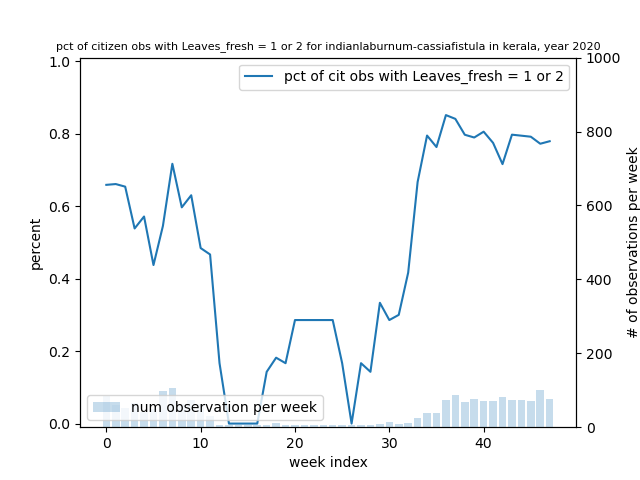 pct of citizen obs with Leaves_fresh = 1 or 2 for indianlaburnum-cassiafistula in kerala, year 2020
pct of cit obs with Leaves_fresh = 1 or 2
1.0
0.8
0.6
0.4
0.2
0.0
percent
1000
800
600
400
200
0
# of observations per week
num observation per week
0 10 20 30 40
week index